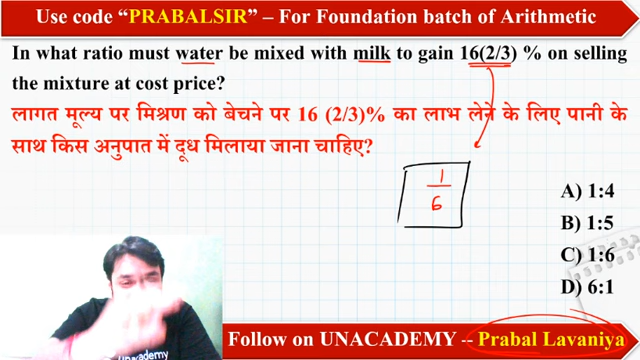 Use code “PRABALSIR” – For Foundation batch of Arithmetic
In what ratio must water be mixed with milk to gain 16(2/3) % on selling
the mixture at cost price?
लागत मूल्य पर मिश्रण को बेचने पर 16 (2/3)% का लाभ लेने के लिए पानी के
साथ किस अनुपात में दूध मिलाया जाना चाहिए?
1
6
A) 1:4
B) 1:5
C) 1:6
D) 6:1
unacademy
Follow on UNACADEMY -- Prabal Lavaniya